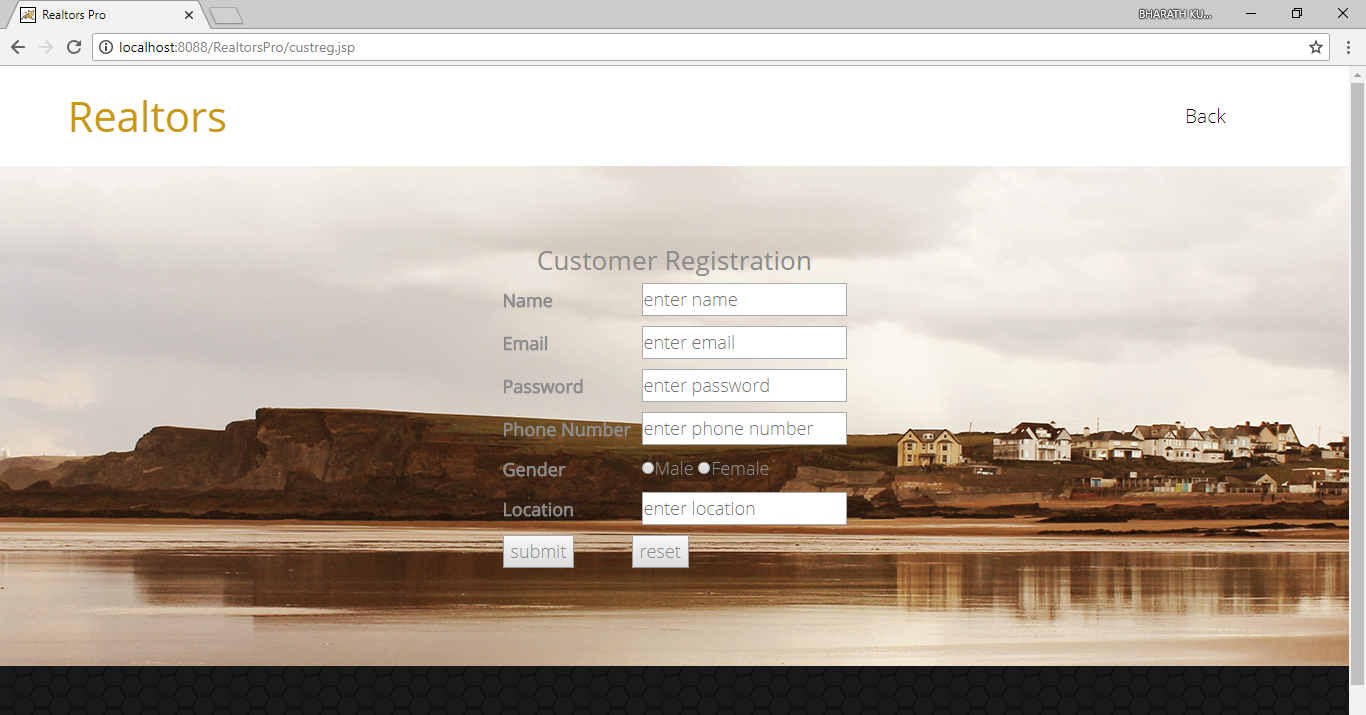 Realtors Pro
BHARATH KU...
localhost:8088/RealtorsPro/custreg.jsp
Realtors
Back
Customer Registration
Name enter name
Email enter email
Password enter password
Phone Number enter phone number
Gender Male Female
Location enter location
submit reset